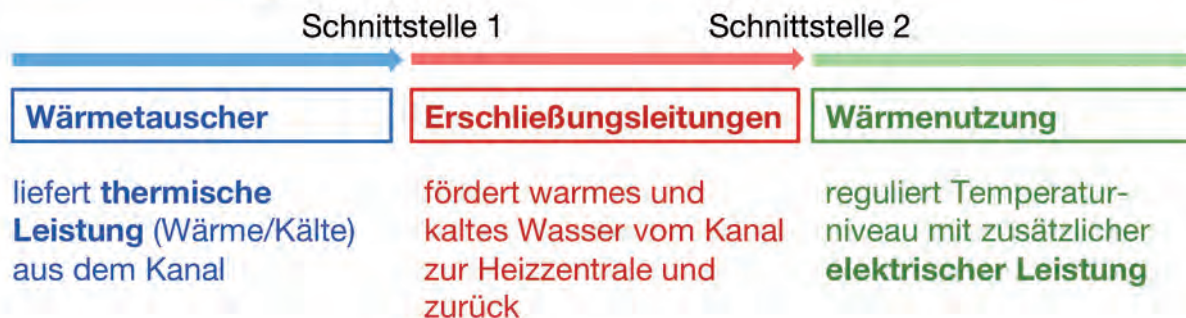 Schnittstelle 1
Schnittstelle 2
Wärmetauscher
liefert thermische
Leistung (Wärme/Kälte)
aus dem Kanal
Erschließungsleitungen
fördert warmes und
kaltes Wasser vom Kanal
zur Heizzentrale und
zurück
Wärmenutzung
reguliert Temperatur-
niveau mit zusätzlicher
elektrischer Leistung